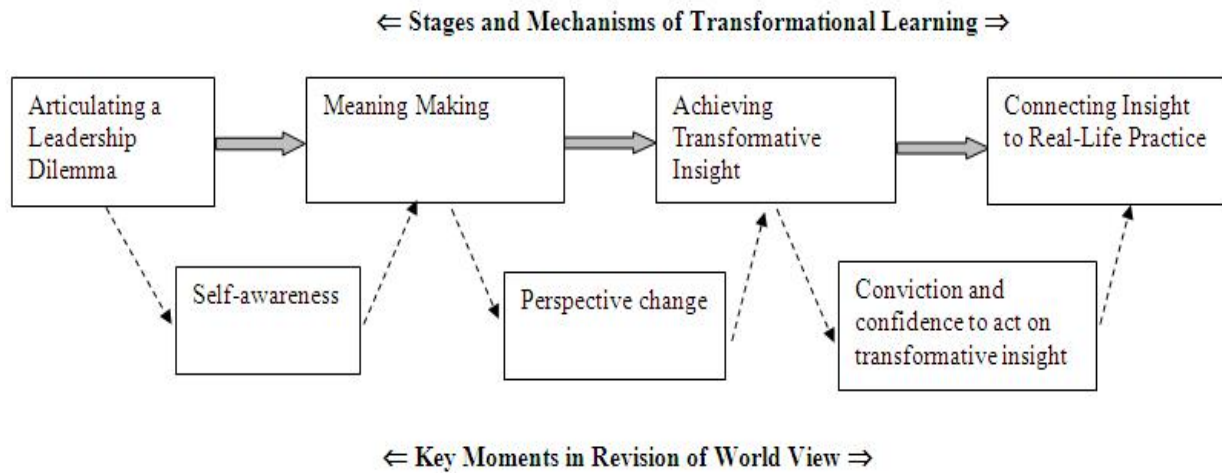 ⇐ Stages and Mechanisms of Transformational Learning ⇒
Articulating a
Leadership
Dilemma
Meaning Making
Achieving
Transformative
Insight
Connecting Insight
to Real-Life Practice
Self-awareness
Perspective change
Conviction and
confidence to act on
transformative insight
⇐ Key Moments in Revision of World View ⇒